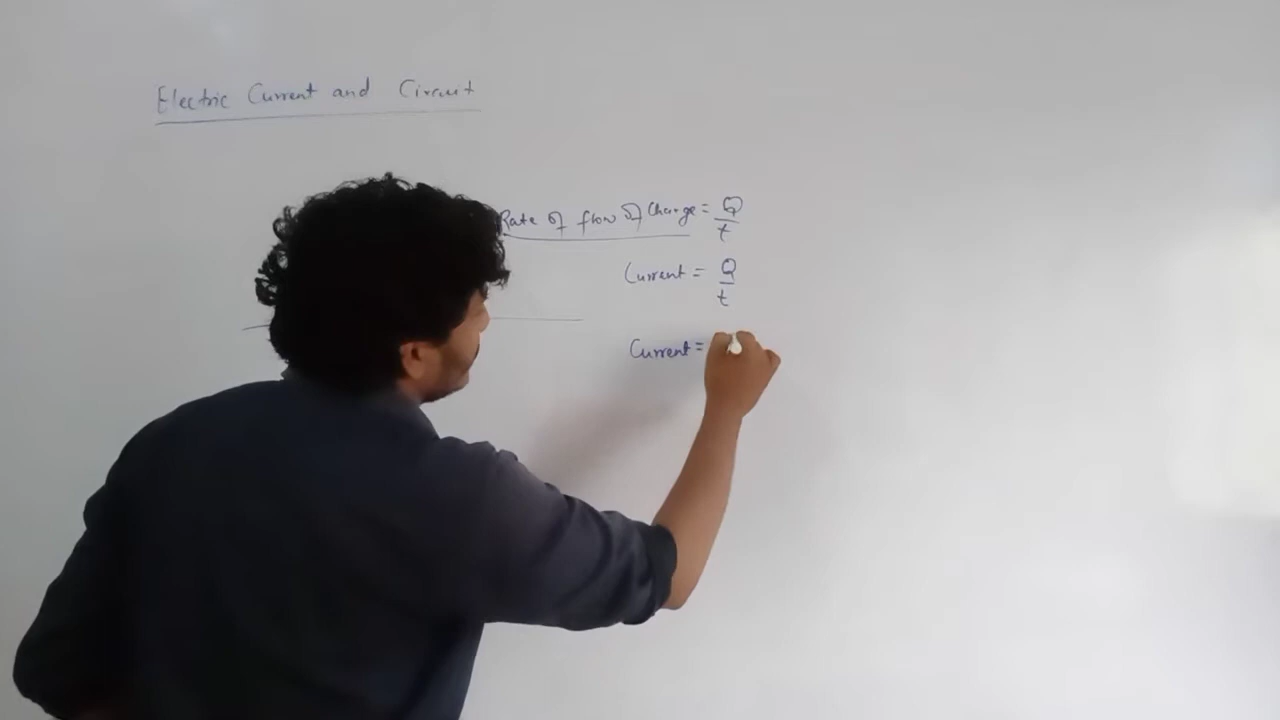 Electric Current and Circuit
Rate of flow of Charge = Q/t
Current = Q/t
Current =